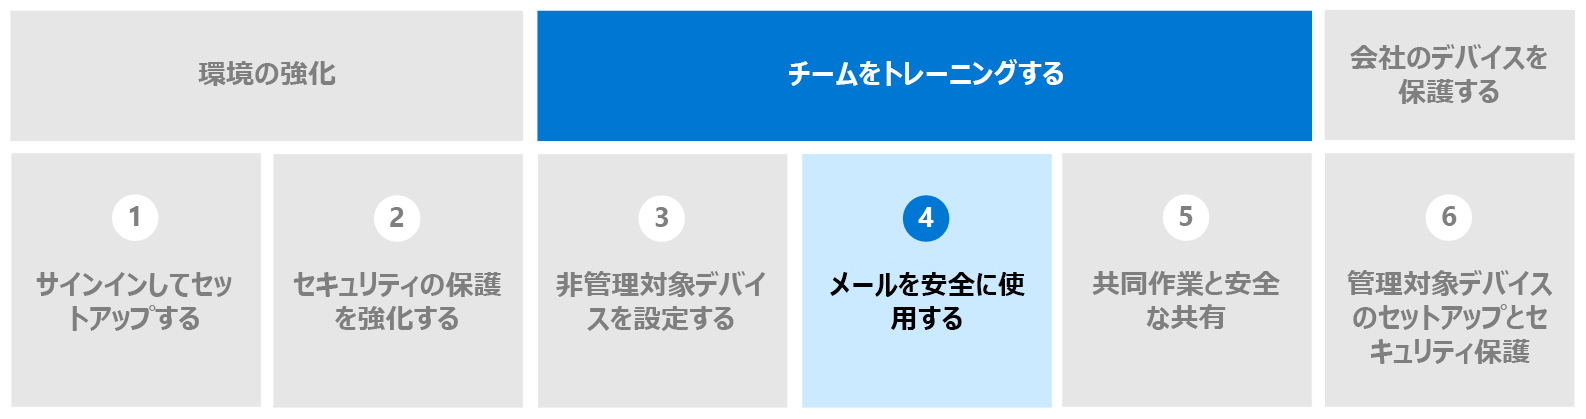 環境の強化
チームをトレーニングする
会社のデバイスを
保護する
1
サインインしてセッ
トアップする
2
セキュリティの保護
を強化する
3
非管理対象デバイ
スを設定する
4
メールを安全に使
用する
5
共同作業と安全
な共有
6
管理対象デバイス
のセットアップとセ
キュリティ保護